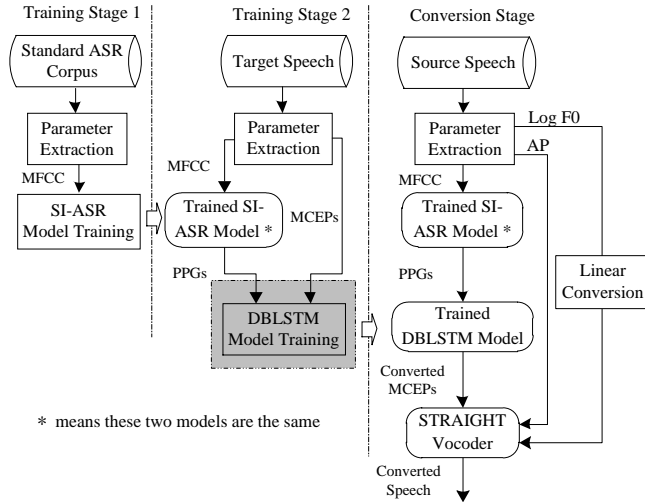 Training Stage 1
Standard ASR
Corpus
Parameter
Extraction
MFCC
SI-ASR
Model Training
Training Stage 2
Target Speech
Parameter
Extraction
MFCC
MCEPs
Trained SI-
ASR Model *
PPGs
DBLSTM
Model Training
* means these two models are the same
Conversion Stage
Source Speech
Parameter
Extraction
Log F0
AP
MFCC
Trained SI-
ASR Model *
PPGs
Linear
Conversion
Trained
DBLSTM Model
Converted
MCEPs
STRAIGHT
Vocoder
Converted
Speech